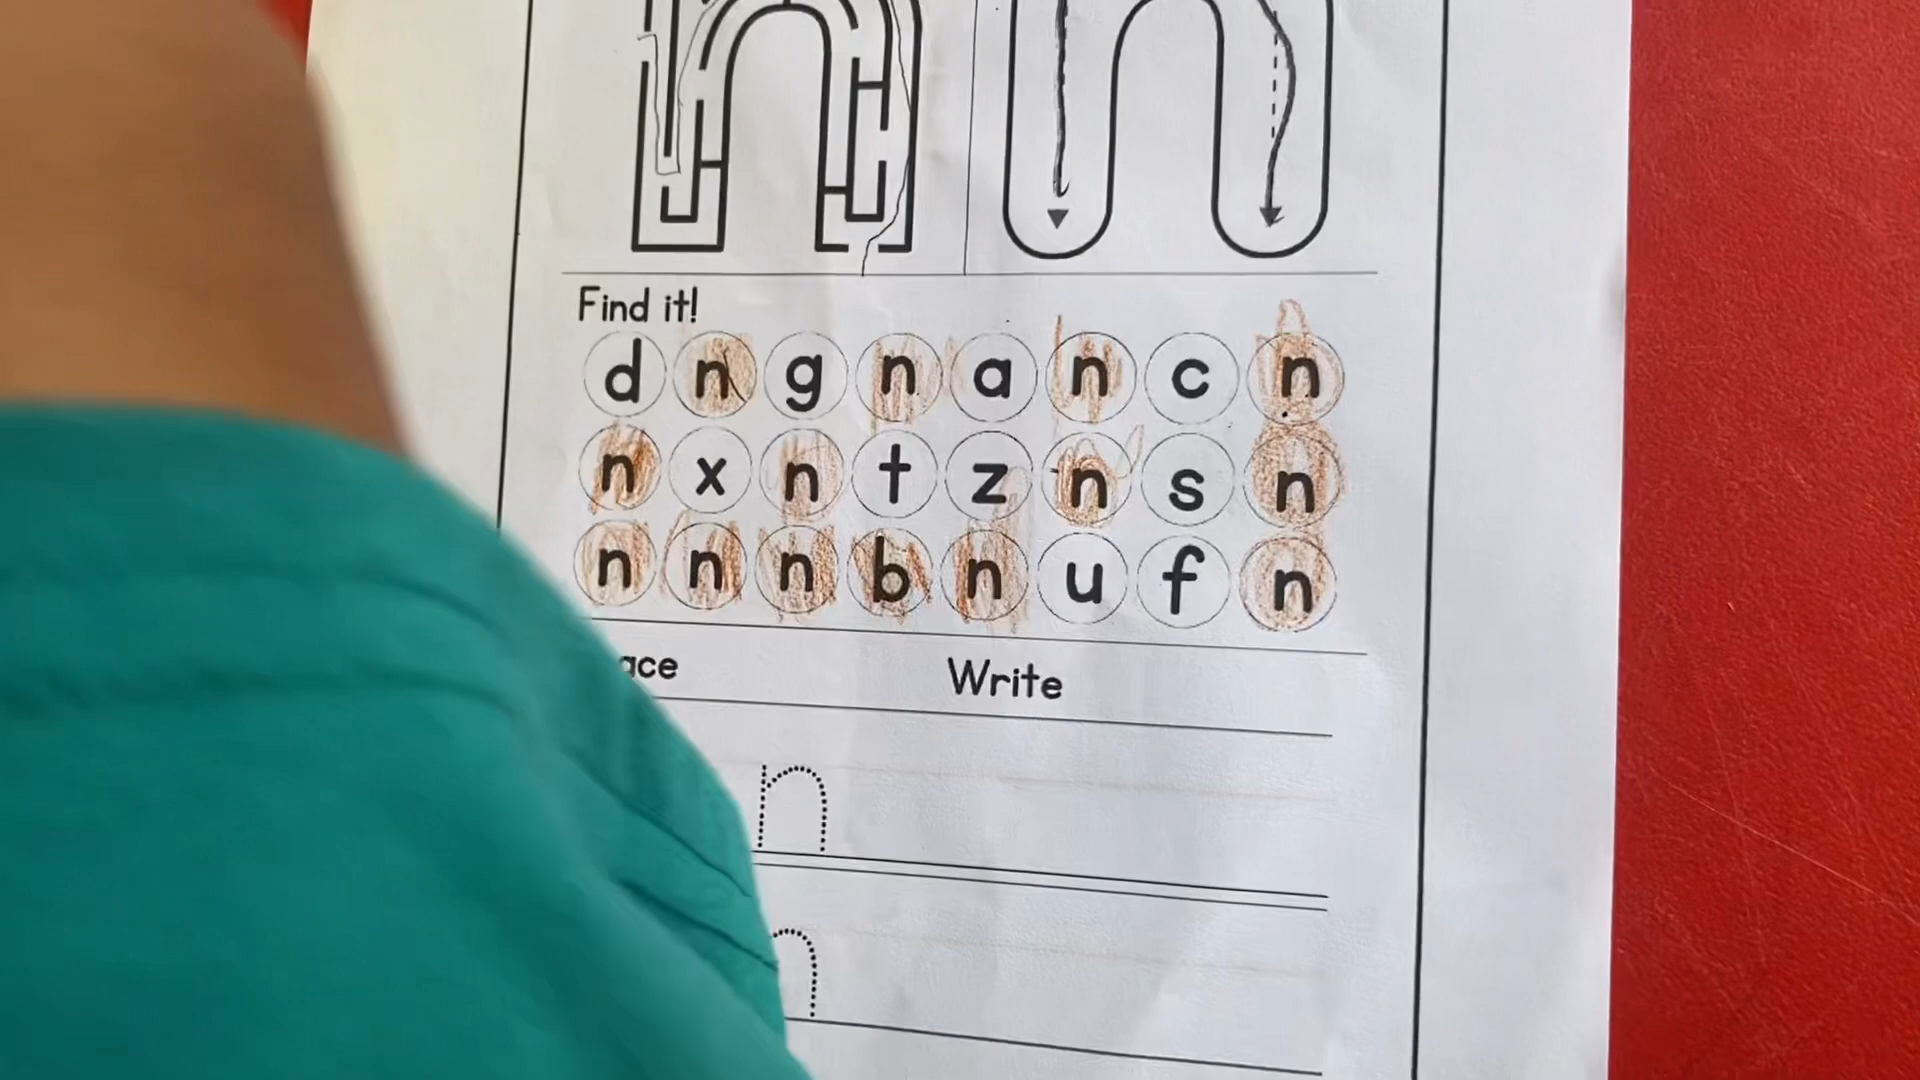 Find it!
d n g n a n c n
n x n t z n s n
n n n b n u f n
Write
n
n